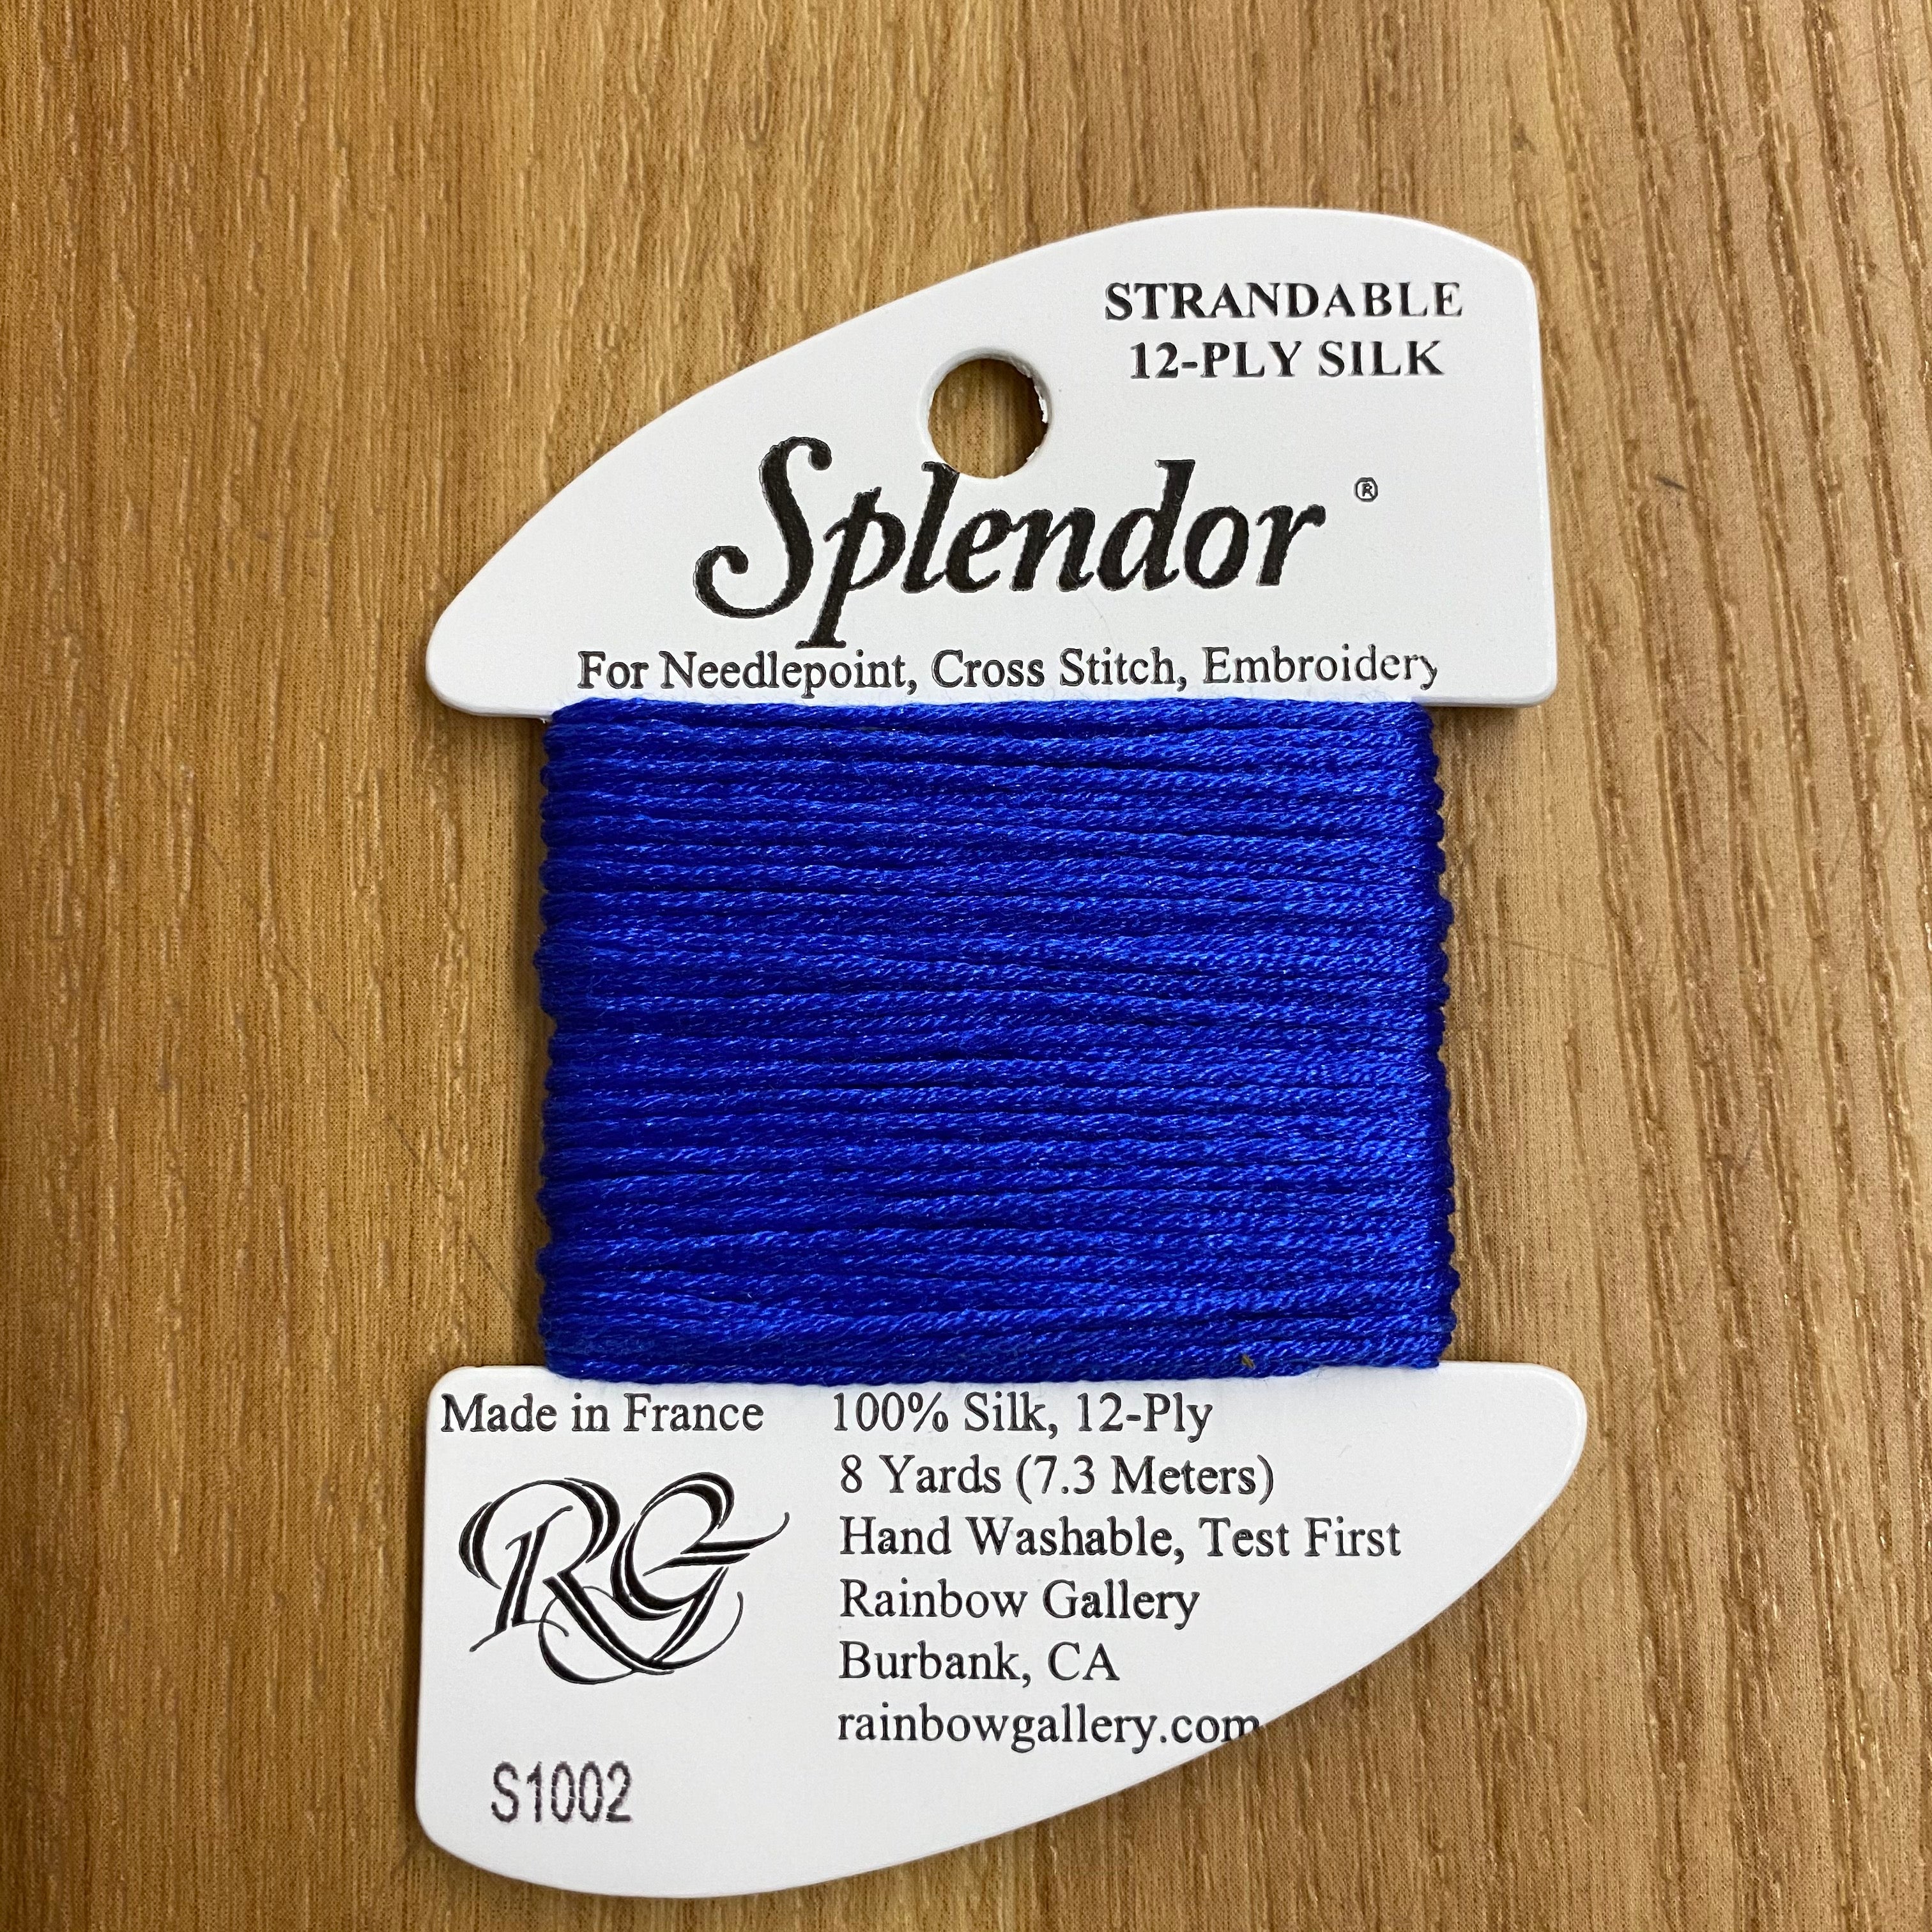 STRANDABLE
12-PLY SILK
Splendor ®
For Needlepoint, Cross Stitch, Embroidery
Made in France
RG
S1002
100% Silk, 12-Ply
8 Yards (7.3 Meters)
Hand Washable, Test First
Rainbow Gallery
Burbank, CA
rainbowgallery.com